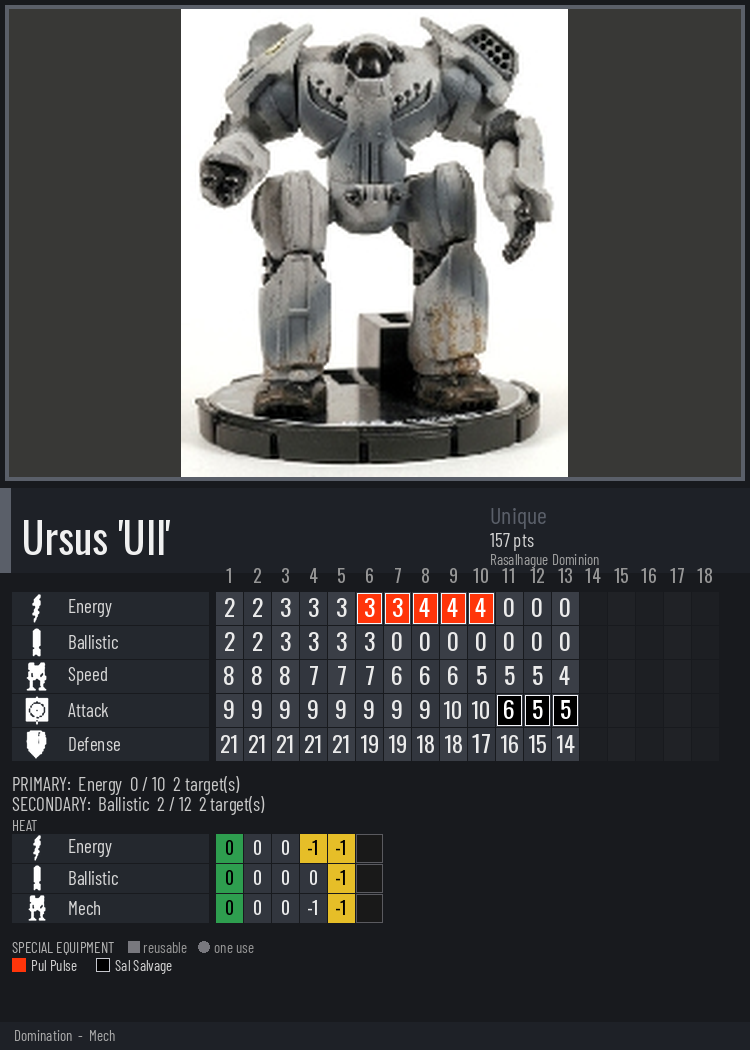 Ursus 'UII'
Unique
157 pts
Rasalhague Dominion
1 2 3 4 5 6 7 8 9 10 11 12 13 14 15 16 17 18
Energy 2 2 3 3 3 3 3 4 4 4 0 0 0
Ballistic 2 2 3 3 3 3 0 0 0 0 0 0 0
Speed 8 8 8 7 7 7 6 6 6 5 5 5 4
Attack 9 9 9 9 9 9 9 9 10 10 6 5 5
Defense 21 21 21 21 21 19 19 18 18 17 16 15 14
PRIMARY: Energy 0 / 10 2 target(s)
SECONDARY: Ballistic 2 / 12 2 target(s)
HEAT
Energy 0 0 0 -1 -1
Ballistic 0 0 0 0 -1
Mech 0 0 0 -1 -1
SPECIAL EQUIPMENT reusable one use
Pul Pulse Sal Salvage
Domination - Mech